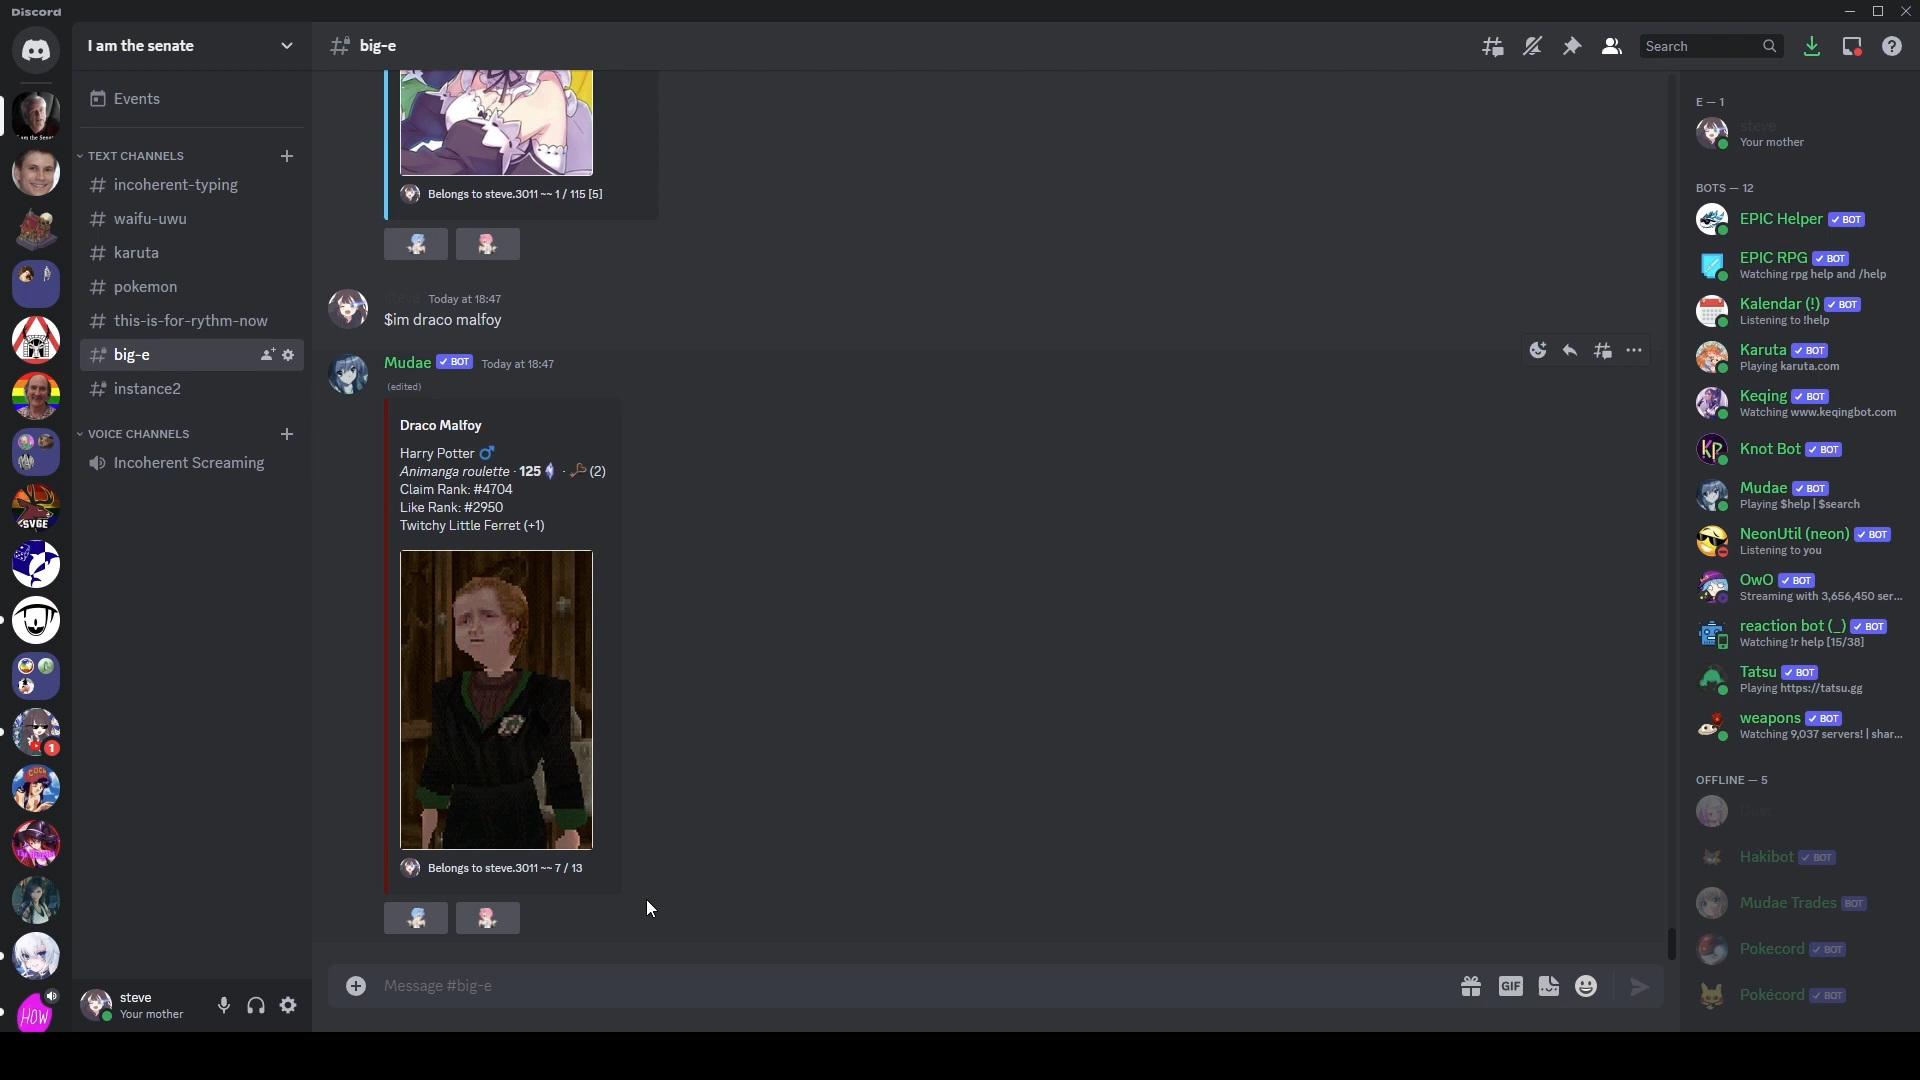 Discord
I am the senate
Events
TEXT CHANNELS
incoherent-typing
waifu-uwu
karuta
pokemon
this-is-for-rythm-now
big-e
instance2
VOICE CHANNELS
Incoherent Screaming
steve
Your mother
big-e
Search
Belongs to steve.3011 ~~ 1 / 115 [5]
Today at 18:47
$im draco malfoy
Mudae BOT Today at 18:47
(edited)
Draco Malfoy
Harry Potter
Animanga roulette · 125 · (2)
Claim Rank: #4704
Like Rank: #2950
Twitchy Little Ferret (+1)
Belongs to steve.3011 ~~ 7 / 13
Message #big-e
GIF
E — 1
steve
Your mother
BOTS — 12
EPIC Helper BOT
EPIC RPG BOT
Watching rpg help and /help
Kalendar (!) BOT
Listening to !help
Karuta BOT
Playing karuta.com
Keqing BOT
Watching www.keqingbot.com
Knot Bot BOT
Mudae BOT
Playing $help | $search
NeonUtil (neon) BOT
Listening to you
OwO BOT
Streaming with 3,656,450 ser...
reaction bot (_) BOT
Watching !r help [15/38]
Tatsu BOT
Playing https://tatsu.gg
weapons BOT
Watching 9,037 servers! | shar...
OFFLINE — 5
Hakibot BOT
Mudae Trades BOT
Pokecord BOT
Pokécord BOT
SVGE
1
HOW